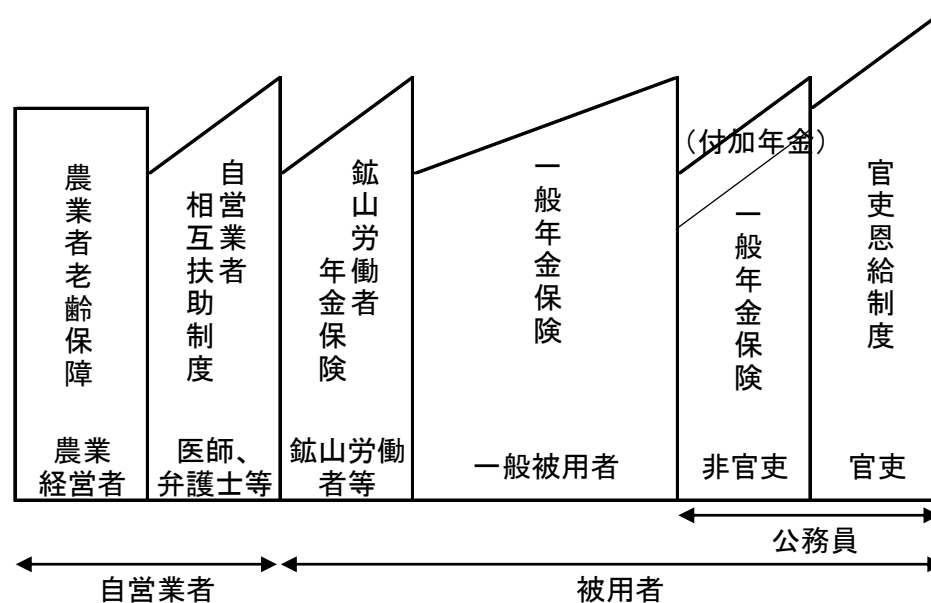 農業者老齢保障
自営業者
相互扶助制度
鉱山労働者
年金保険
一般年金保険
（付加年金）
一般年金保険
官吏恩給制度
農業
経営者
医師、
弁護士等
鉱山労働
者等
一般被用者
非官吏
官吏
公務員
自営業者
被用者